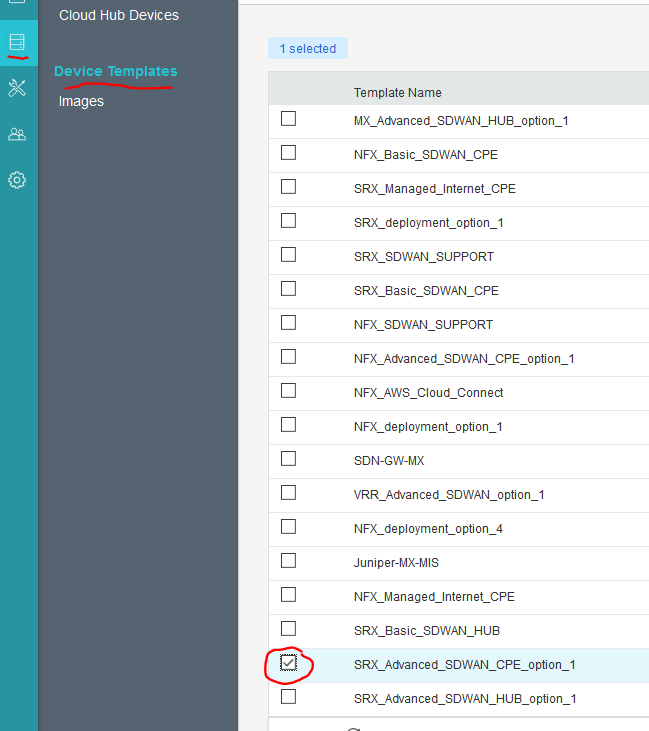 Cloud Hub Devices
Device Templates
Images
1 selected
Template Name
MX_Advanced_SDWAN_HUB_option_1
NFX_Basic_SDWAN_CPE
SRX_Managed_Internet_CPE
SRX_deployment_option_1
SRX_SDWAN_SUPPORT
SRX_Basic_SDWAN_CPE
NFX_SDWAN_SUPPORT
NFX_Advanced_SDWAN_CPE_option_1
NFX_AWS_Cloud_Connect
NFX_deployment_option_1
SDN-GW-MX
VRR_Advanced_SDWAN_option_1
NFX_deployment_option_4
Juniper-MX-MIS
NFX_Managed_Internet_CPE
SRX_Basic_SDWAN_HUB
SRX_Advanced_SDWAN_CPE_option_1
SRX_Advanced_SDWAN_HUB_option_1